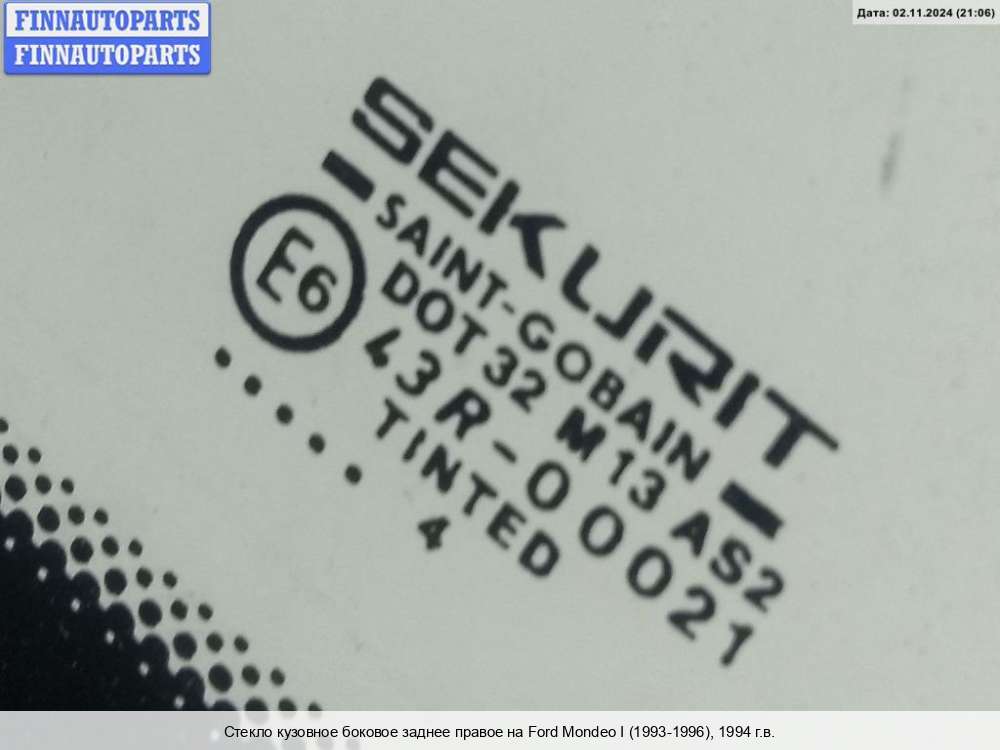 FINNAUTOPARTS
FINNAUTOPARTS
Дата: 02.11.2024 (21:06)
SEKURIT
SAINT-GOBAIN
E6
DOT 32 M 13 AS2
43R-00021
TINTED
4
Стекло кузовное боковое заднее правое на Ford Mondeo I (1993-1996), 1994 г.в.